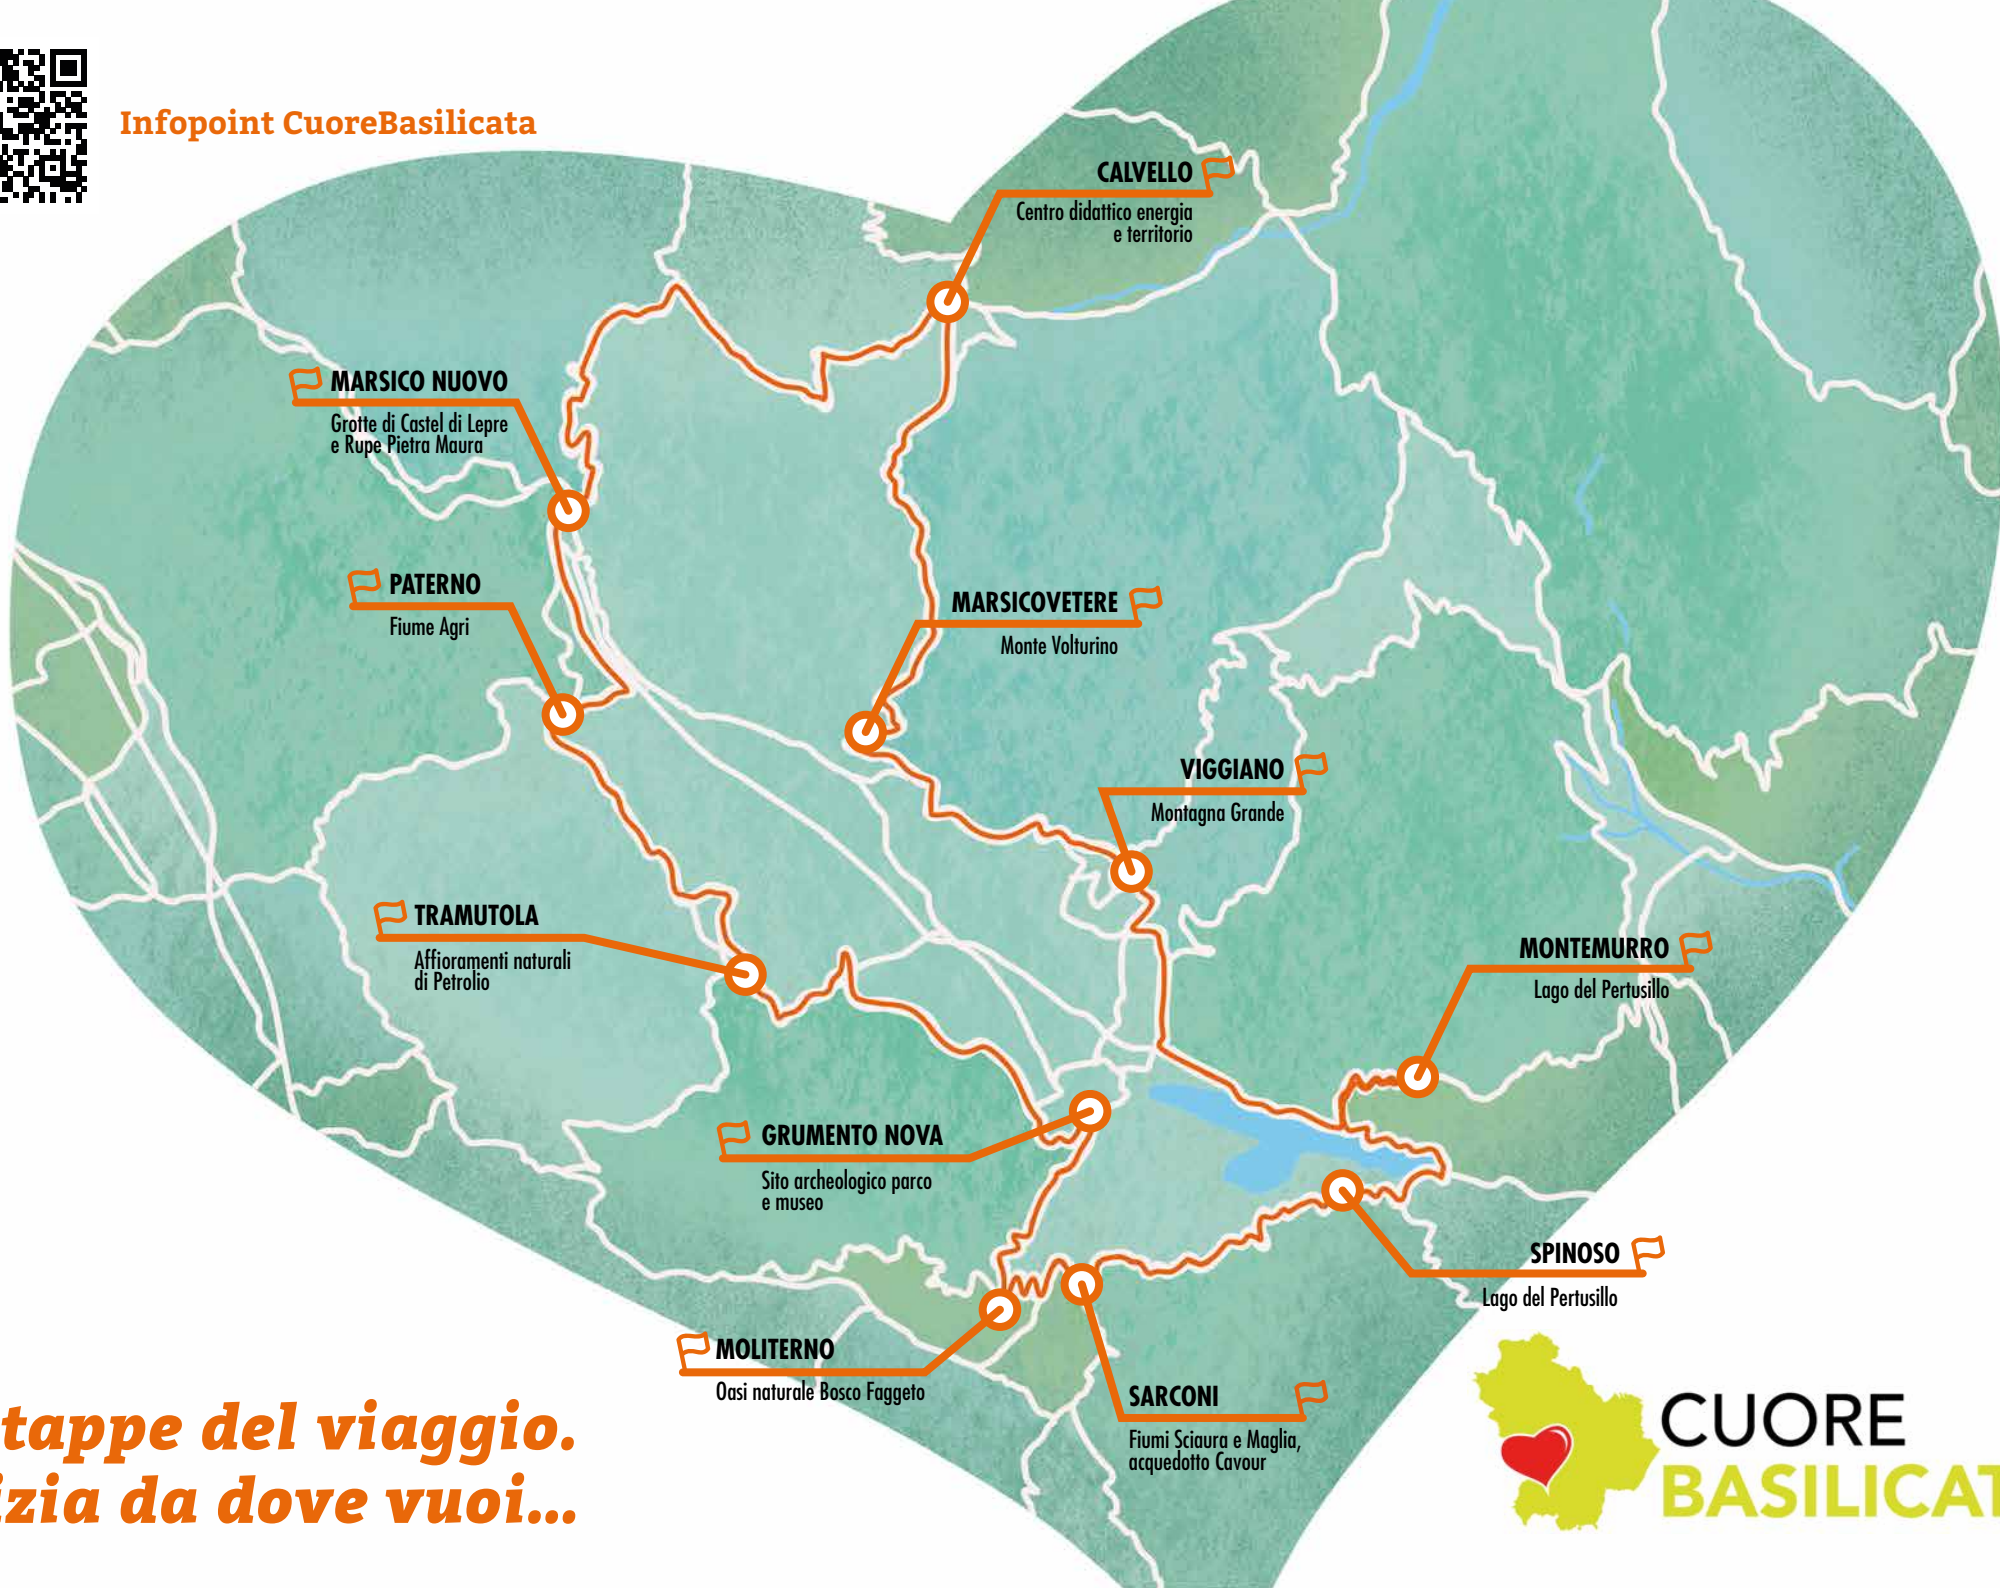 Infopoint CuoreBasilicata
CALVELLO
Centro didattico energia
e territorio
MARSICO NUOVO
Grotte di Castel di Lepre
e Rupe Pietra Maura
PATERNO
Fiume Agri
MARSICOVETERE
Monte Volturino
VIGGIANO
Montagna Grande
TRAMUTOLA
Affioramenti naturali
di Petrolio
MONTEMURRO
Lago del Pertusillo
GRUMENTO NOVA
Sito archeologico parco
e museo
SPINOSO
Lago del Pertusillo
MOLITERNO
Oasi naturale Bosco Faggeto
SARCONI
Fiumi Sciaura e Maglia,
acquedotto Cavour
tappe del viaggio.
izia da dove vuoi...
CUORE
BASILICAT